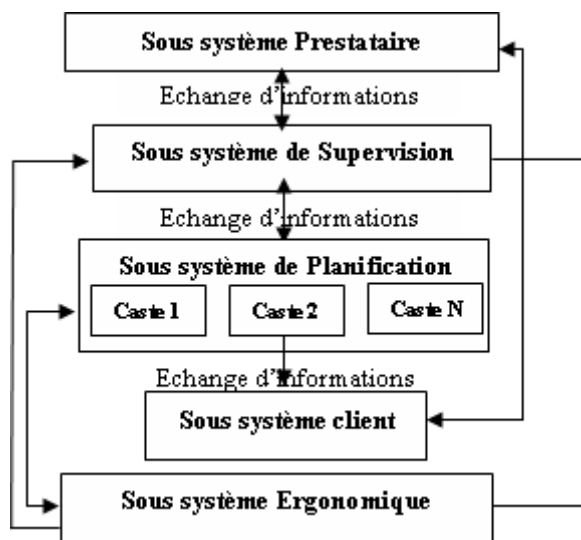 Sous système Prestataire
Echange d'informations
Sous système de Supervision
Echange d'informations
Sous système de Planification
Caste 1 Caste 2 Caste N
Echange d'Informations
Sous système client
Sous système Ergonomique